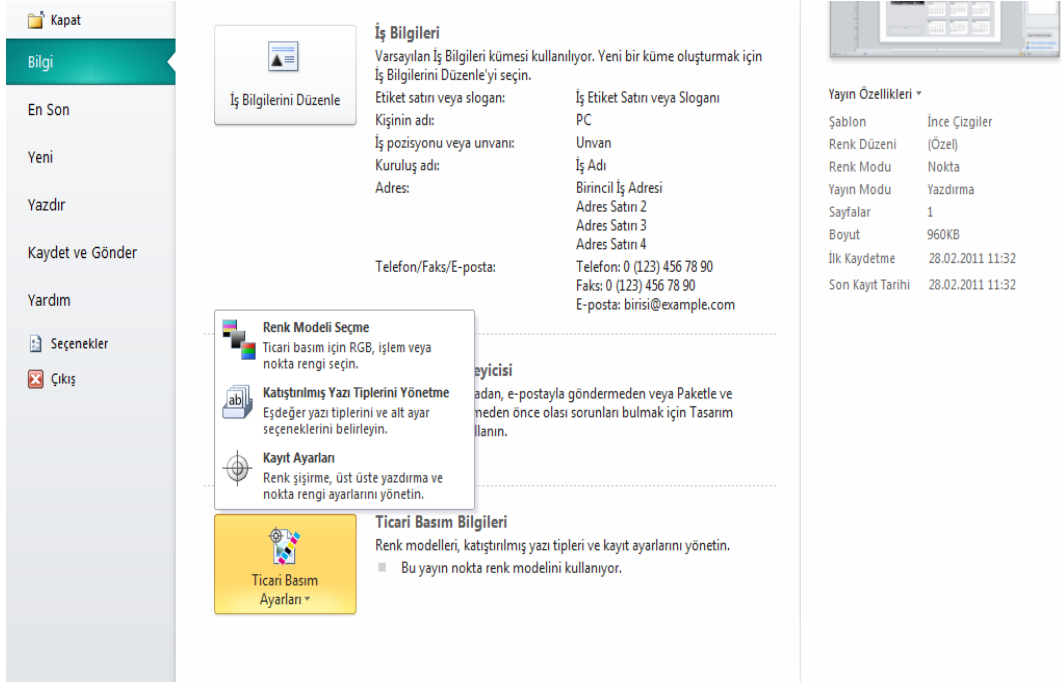 Kapat
Bilgi
En Son
Yeni
Yazdır
Kaydet ve Gönder
Yardım
Seçenekler
Çıkış
İş Bilgilerini Düzenle
İş Bilgileri
Varsayılan İş Bilgileri kümesi kullanılıyor. Yeni bir küme oluşturmak için
İş Bilgilerini Düzenle'yi seçin.
Etiket satırı veya slogan: İş Etiket Satırı veya Sloganı
Kişinin adı: PC
İş pozisyonu veya unvanı: Unvan
Kuruluş adı: İş Adı
Adres: Birincil İş Adresi
Adres Satırı 2
Adres Satırı 3
Adres Satırı 4
Telefon/Faks/E-posta: Telefon: 0 (123) 456 78 90
Faks: 0 (123) 456 78 90
E-posta: birisi@example.com
Renk Modeli Seçme
Ticari basım için RGB, işlem veya
nokta rengi seçin.
Katıştırılmış Yazı Tiplerini Yönetme
Eşdeğer yazı tiplerini ve alt ayar
seçeneklerini belirleyin.
Kayıt Ayarları
Renk şişirme, üst üste yazdırma ve
nokta rengi ayarlarını yönetin.
eyicisi
adan, e-postayla göndermeden veya Paketle ve
meden önce olası sorunları bulmak için Tasarım
llanın.
Ticari Basım
Ayarları
Ticari Basım Bilgileri
Renk modelleri, katıştırılmış yazı tipleri ve kayıt ayarlarını yönetin.
Bu yayın nokta renk modelini kullanıyor.
Yayın Özellikleri
Şablon İnce Çizgiler
Renk Düzeni (Özel)
Renk Modu Nokta
Yayın Modu Yazdırma
Sayfalar 1
Boyut 960KB
İlk Kaydetme 28.02.2011 11:32
Son Kayıt Tarihi 28.02.2011 11:32